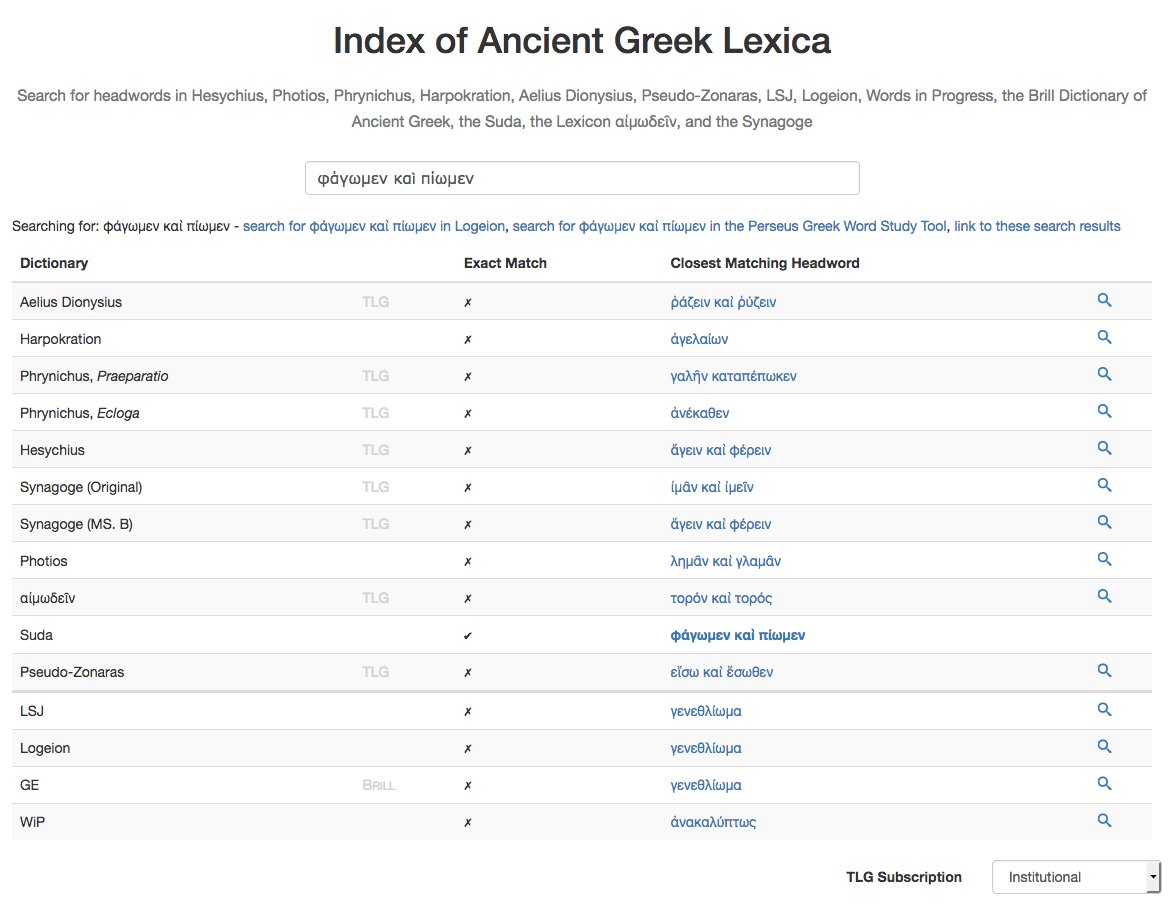 Index of Ancient Greek Lexica
Search for headwords in Hesychius, Photios, Phrynichus, Harpokration, Aelius Dionysius, Pseudo-Zonaras, LSJ, Logeion, Words in Progress, the Brill Dictionary of
Ancient Greek, the Suda, the Lexicon αἱμωδεῖν, and the Synagoge
φάγωμεν καὶ πίωμεν
Searching for: φάγωμεν καὶ πίωμεν - search for φάγωμεν καὶ πίωμεν in Logeion, search for φάγωμεν καὶ πίωμεν in the Perseus Greek Word Study Tool, link to these search results
Dictionary Exact Match Closest Matching Headword
Aelius Dionysius TLG ✗ ῥάζειν καὶ ῥύζειν
Harpokration ✗ ἀγελαίων
Phrynichus, Praeparatio TLG ✗ γαλῆν καταπέπωκεν
Phrynichus, Ecloga TLG ✗ ἀνέκαθεν
Hesychius TLG ✗ ἄγειν καὶ φέρειν
Synagoge (Original) TLG ✗ ἱμᾶν καὶ ἱμεῖν
Synagoge (MS. B) TLG ✗ ἄγειν καὶ φέρειν
Photios ✗ λημᾶν καὶ γλαμᾶν
αἱμωδεῖν TLG ✗ τορόν καὶ τορός
Suda ✔ φάγωμεν καὶ πίωμεν
Pseudo-Zonaras TLG ✗ εἴσω καὶ ἔσωθεν
LSJ ✗ γενεθλίωμα
Logeion ✗ γενεθλίωμα
GE BRILL ✗ γενεθλίωμα
WiP ✗ ἀνακαλύπτως
TLG Subscription Institutional